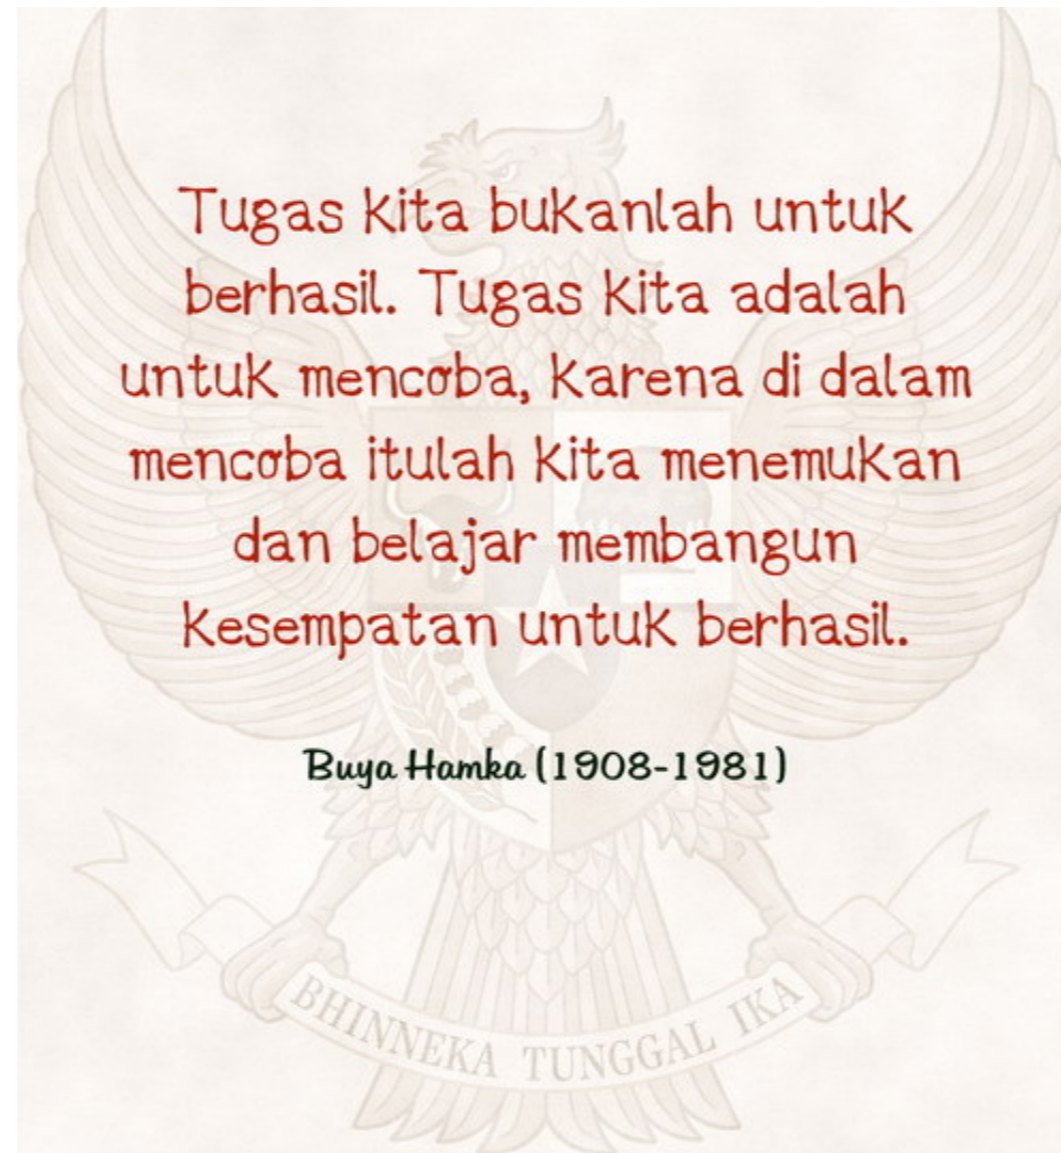 Tugas kita bukanlah untuk
berhasil. Tugas kita adalah
untuk mencoba, karena di dalam
mencoba itulah kita menemukan
dan belajar membangun
kesempatan untuk berhasil.
Buya Hamka (1908-1981)
BHINNEKA TUNGGAL IKA